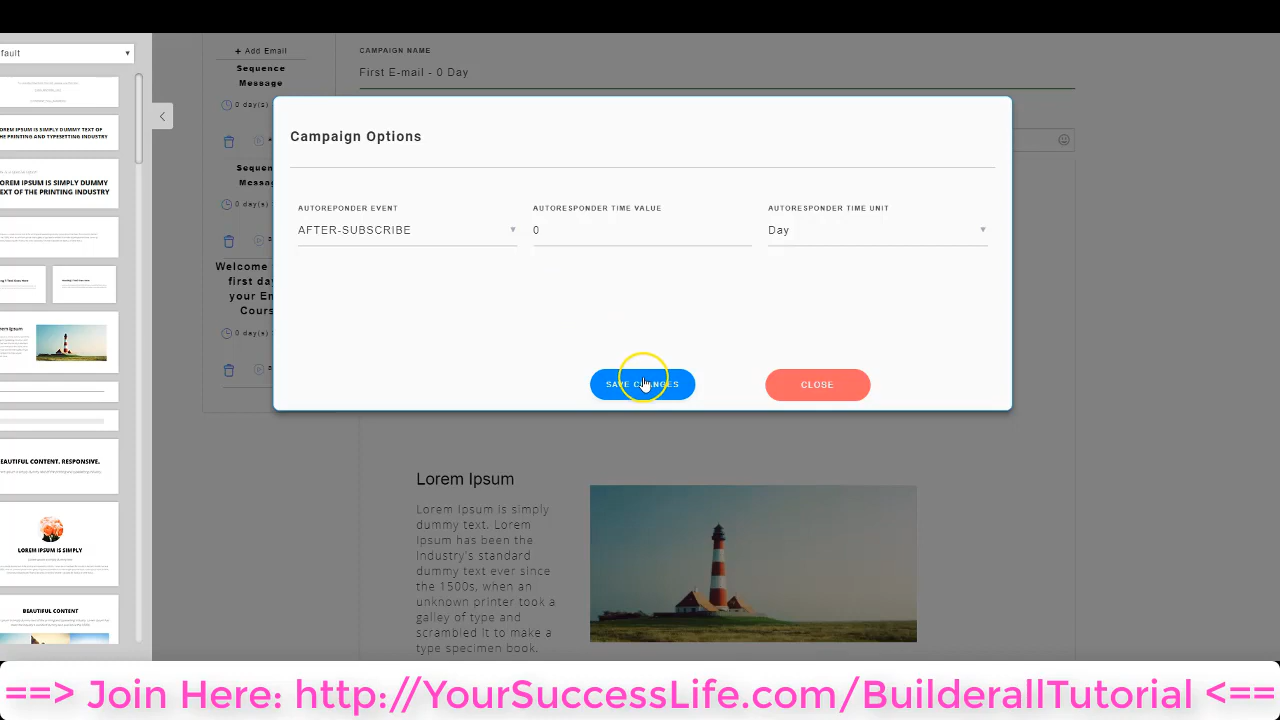 fault
+ Add Email
Sequence
Message
0 day(s)
Sequen
Message
0 day(s)
Welcome
first day
your Em
Cours
0 day(s)
CAMPAIGN NAME
First E-mail - 0 Day
Campaign Options
AUTOREPONDER EVENT
AFTER-SUBSCRIBE
AUTORESPONDER TIME VALUE
0
AUTORESPONDER TIME UNIT
Day
SAVE CHANGES
CLOSE
LOREM IPSUM IS SIMPLY DUMMY TEXT OF
THE PRINTING AND TYPESETTING INDUSTRY
LOREM IPSUM IS SIMPLY DUMMY
TEXT OF THE PRINTING INDUSTRY
BEAUTIFUL CONTENT. RESPONSIVE.
LOREM IPSUM IS SIMPLY
BEAUTIFUL CONTENT
Lorem Ipsum
Lorem Ipsum is simply
dummy text. Lorem
Ipsum has been the
Industry's standard
dummy text ever since
the 1500s, when an
unknown printer took a
galley of type and
scrambled it to make a
type specimen book.
==> Join Here: http://YourSuccessLife.com/BuilderallTutorial <==